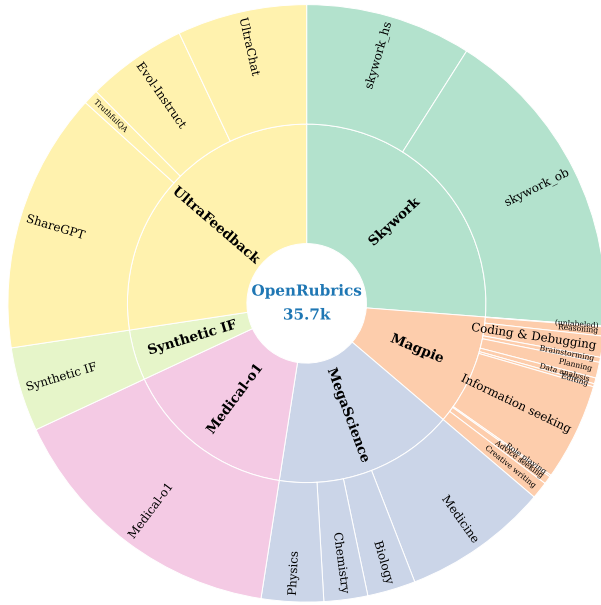 OpenRubrics
35.7k
Skywork
skywork_hs
skywork_ob
Magpie
(unlabeled)
Reasoning
Coding & Debugging
Brainstorming
Planning
Data analysis
Editing
Information seeking
Role playing
Advice seeking
Creative writing
MegaScience
Medicine
Biology
Chemistry
Physics
Medical-o1
Medical-o1
Synthetic IF
Synthetic IF
UltraFeedback
ShareGPT
TruthfulQA
Evol-Instruct
UltraChat